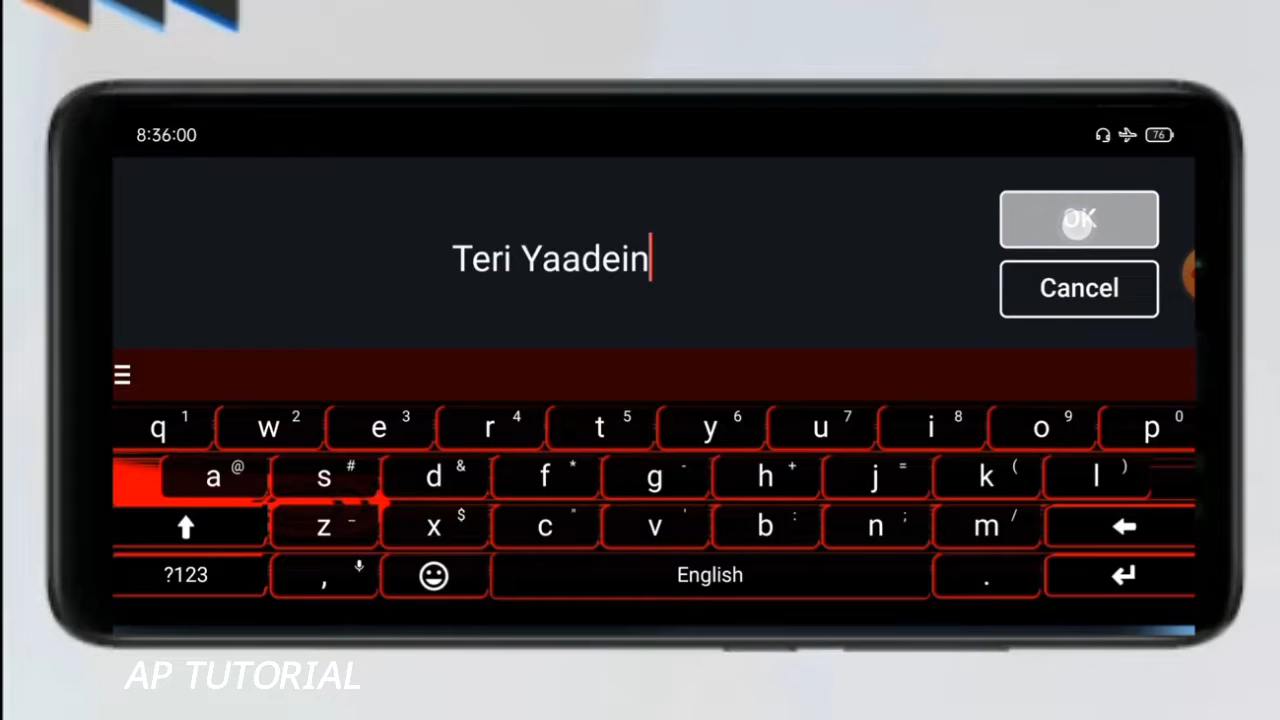 8:36:00
76
OK
Teri Yaadein
Cancel
q 1 w 2 e 3 r 4 t 5 y 6 u 7 i 8 o 9 p 0
a @ s # d & f * g - h + j = k ( l )
z _ x $ c " v ' b : n ; m /
?123 , English .
AP TUTORIAL